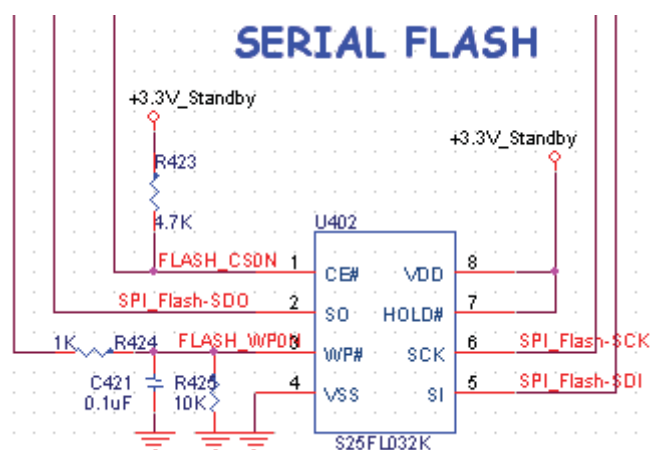 SERIAL FLASH
+3.3V_Standby
+3.3V_Standby
R423
4.7K
U402
FLASH_CS0N 1
CE# VDD
8
SPI_Flash-SDO 2
SO HOLD#
7
1K R424 FLASH_WP0N 3
WP# SCK
6 SPI_Flash-SCK
C421
0.1uF
R425
10K
4
VSS SI
5 SPI_Flash-SDI
S25FL032K